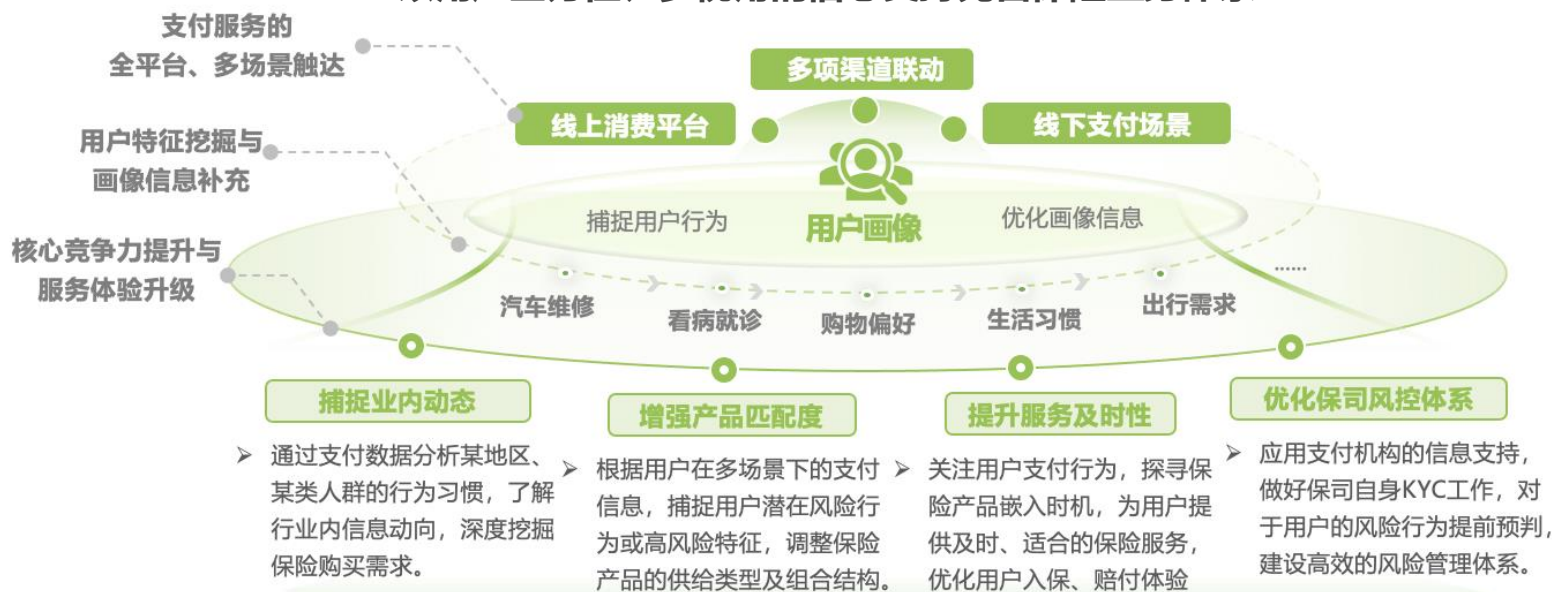 支付服务的
全平台、多场景触达
多项渠道联动
线上消费平台
线下支付场景
用户特征挖掘与
画像信息补充
捕捉用户行为
用户画像
优化画像信息
核心竞争力提升与
服务体验升级
汽车维修
看病就诊
购物偏好
生活习惯
出行需求
......
捕捉业内动态
➢ 通过支付数据分析某地区、
某类人群的行为习惯，了解
行业内信息动向，深度挖掘
保险购买需求。
增强产品匹配度
➢ 根据用户在多场景下的支付
信息，捕捉用户潜在风险行
为或高风险特征，调整保险
产品的供给类型及组合结构。
提升服务及时性
➢ 关注用户支付行为，探寻保
险产品嵌入时机，为用户提
供及时、适合的保险服务，
优化用户入保、赔付体验
优化保司风控体系
➢ 应用支付机构的信息支持，
做好保司自身KYC工作，对
于用户的风险行为提前预判，
建设高效的风险管理体系。